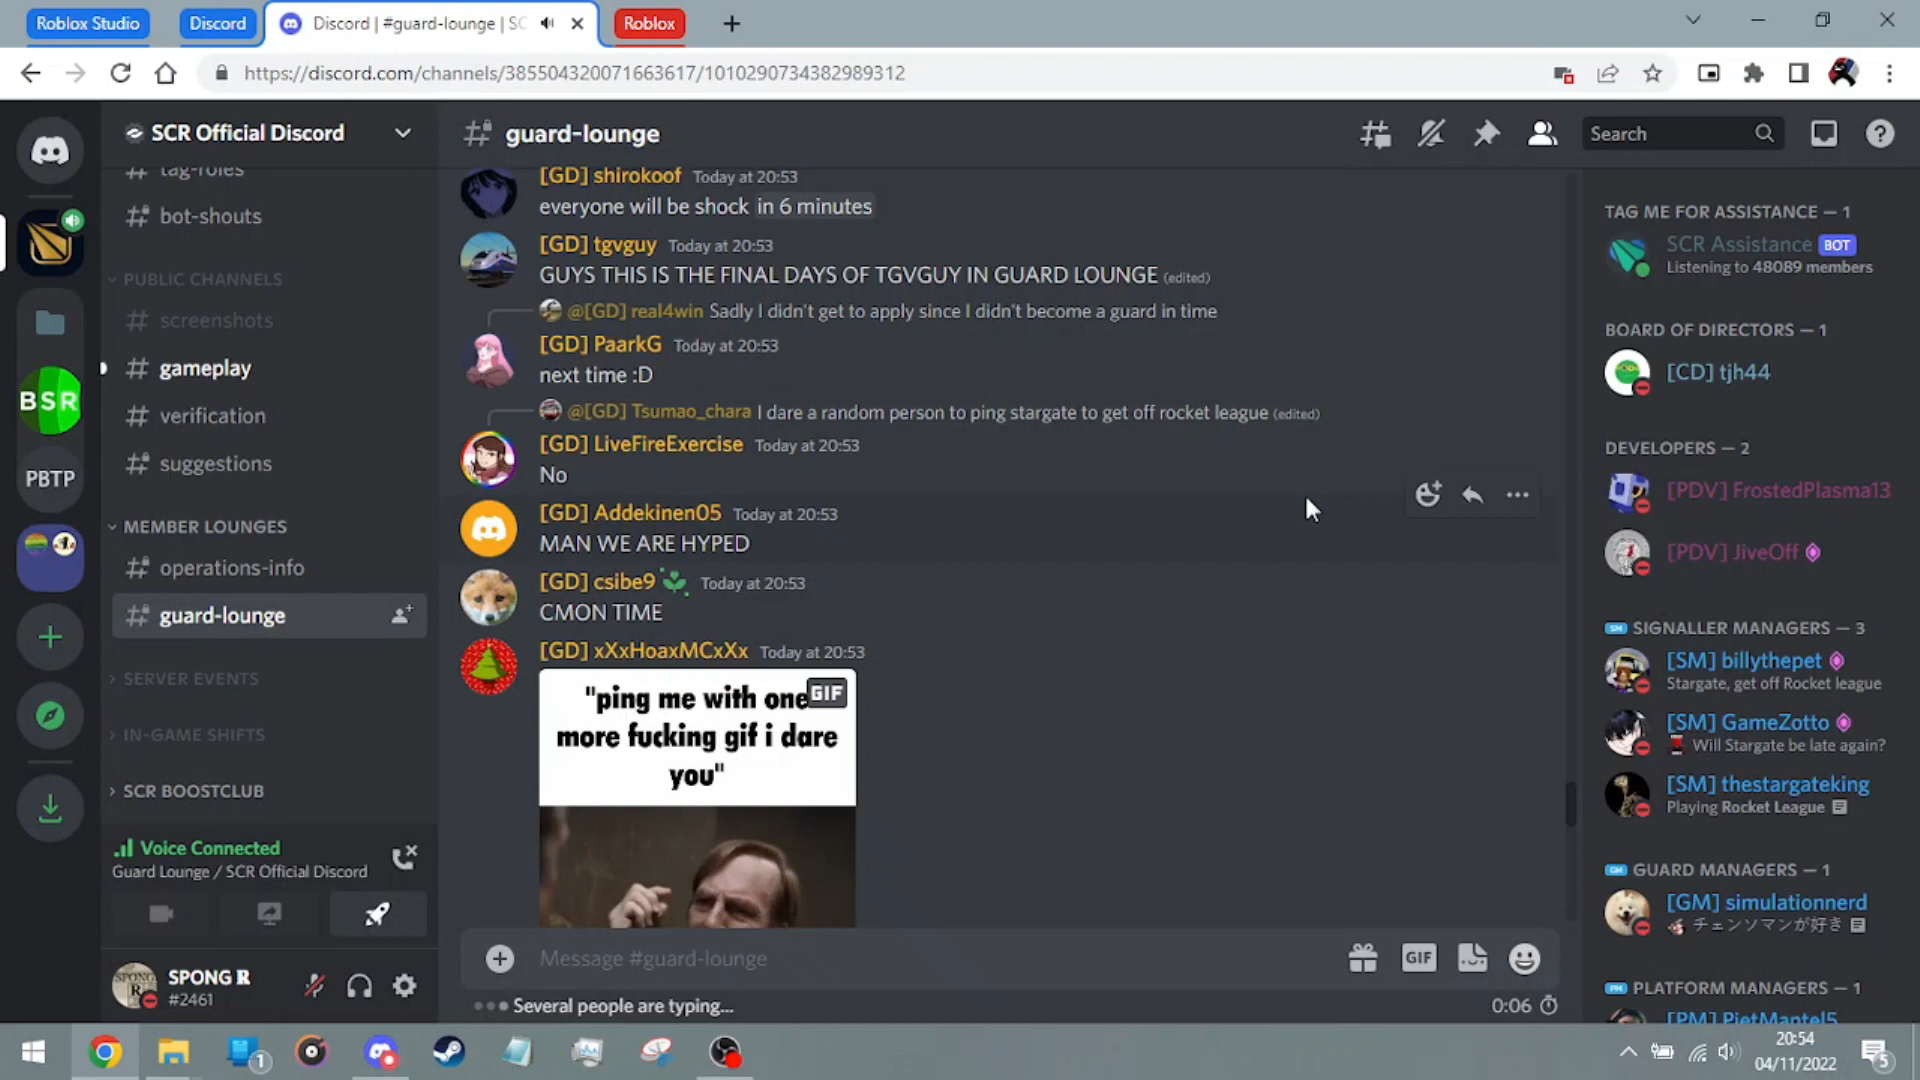 Roblox Studio
Discord
Discord | #guard-lounge | SC
Roblox
https://discord.com/channels/385504320071663617/1010290734382989312
SCR Official Discord
tag-roles
bot-shouts
PUBLIC CHANNELS
screenshots
gameplay
verification
suggestions
MEMBER LOUNGES
operations-info
guard-lounge
SERVER EVENTS
IN-GAME SHIFTS
SCR BOOSTCLUB
BSR
PBTP
Voice Connected
Guard Lounge / SCR Official Discord
SPONG R
#2461
guard-lounge
Search
[GD] shirokoof Today at 20:53
everyone will be shock in 6 minutes
[GD] tgvguy Today at 20:53
GUYS THIS IS THE FINAL DAYS OF TGVGUY IN GUARD LOUNGE (edited)
@[GD] real4win Sadly I didn't get to apply since I didn't become a guard in time
[GD] PaarkG Today at 20:53
next time :D
@[GD] Tsumao_chara I dare a random person to ping stargate to get off rocket league (edited)
[GD] LiveFireExercise Today at 20:53
No
[GD] Addekinen05 Today at 20:53
MAN WE ARE HYPED
[GD] csibe9 Today at 20:53
CMON TIME
[GD] xXxHoaxMCxXx Today at 20:53
"ping me with one
GIF
more fucking gif i dare
you"
Message #guard-lounge
GIF
Several people are typing...
0:06
TAG ME FOR ASSISTANCE — 1
SCR Assistance BOT
Listening to 48089 members
BOARD OF DIRECTORS — 1
[CD] tjh44
DEVELOPERS — 2
[PDV] FrostedPlasma13
[PDV] JiveOff
SM SIGNALLER MANAGERS — 3
[SM] billythepet
Stargate, get off Rocket league
[SM] GameZotto
Will Stargate be late again?
[SM] thestargateking
Playing Rocket League
GM GUARD MANAGERS — 1
[GM] simulationnerd
チェンソマンが好き
PM PLATFORM MANAGERS — 1
[PM] PietMantel5
1
20:54
04/11/2022
5